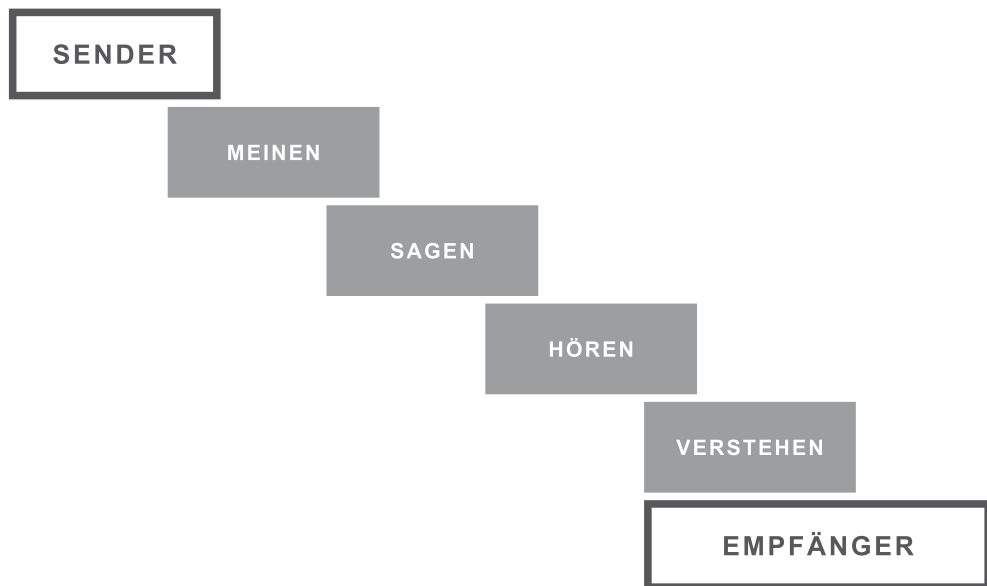 SENDER
MEINEN
SAGEN
HÖREN
VERSTEHEN
EMPFÄNGER